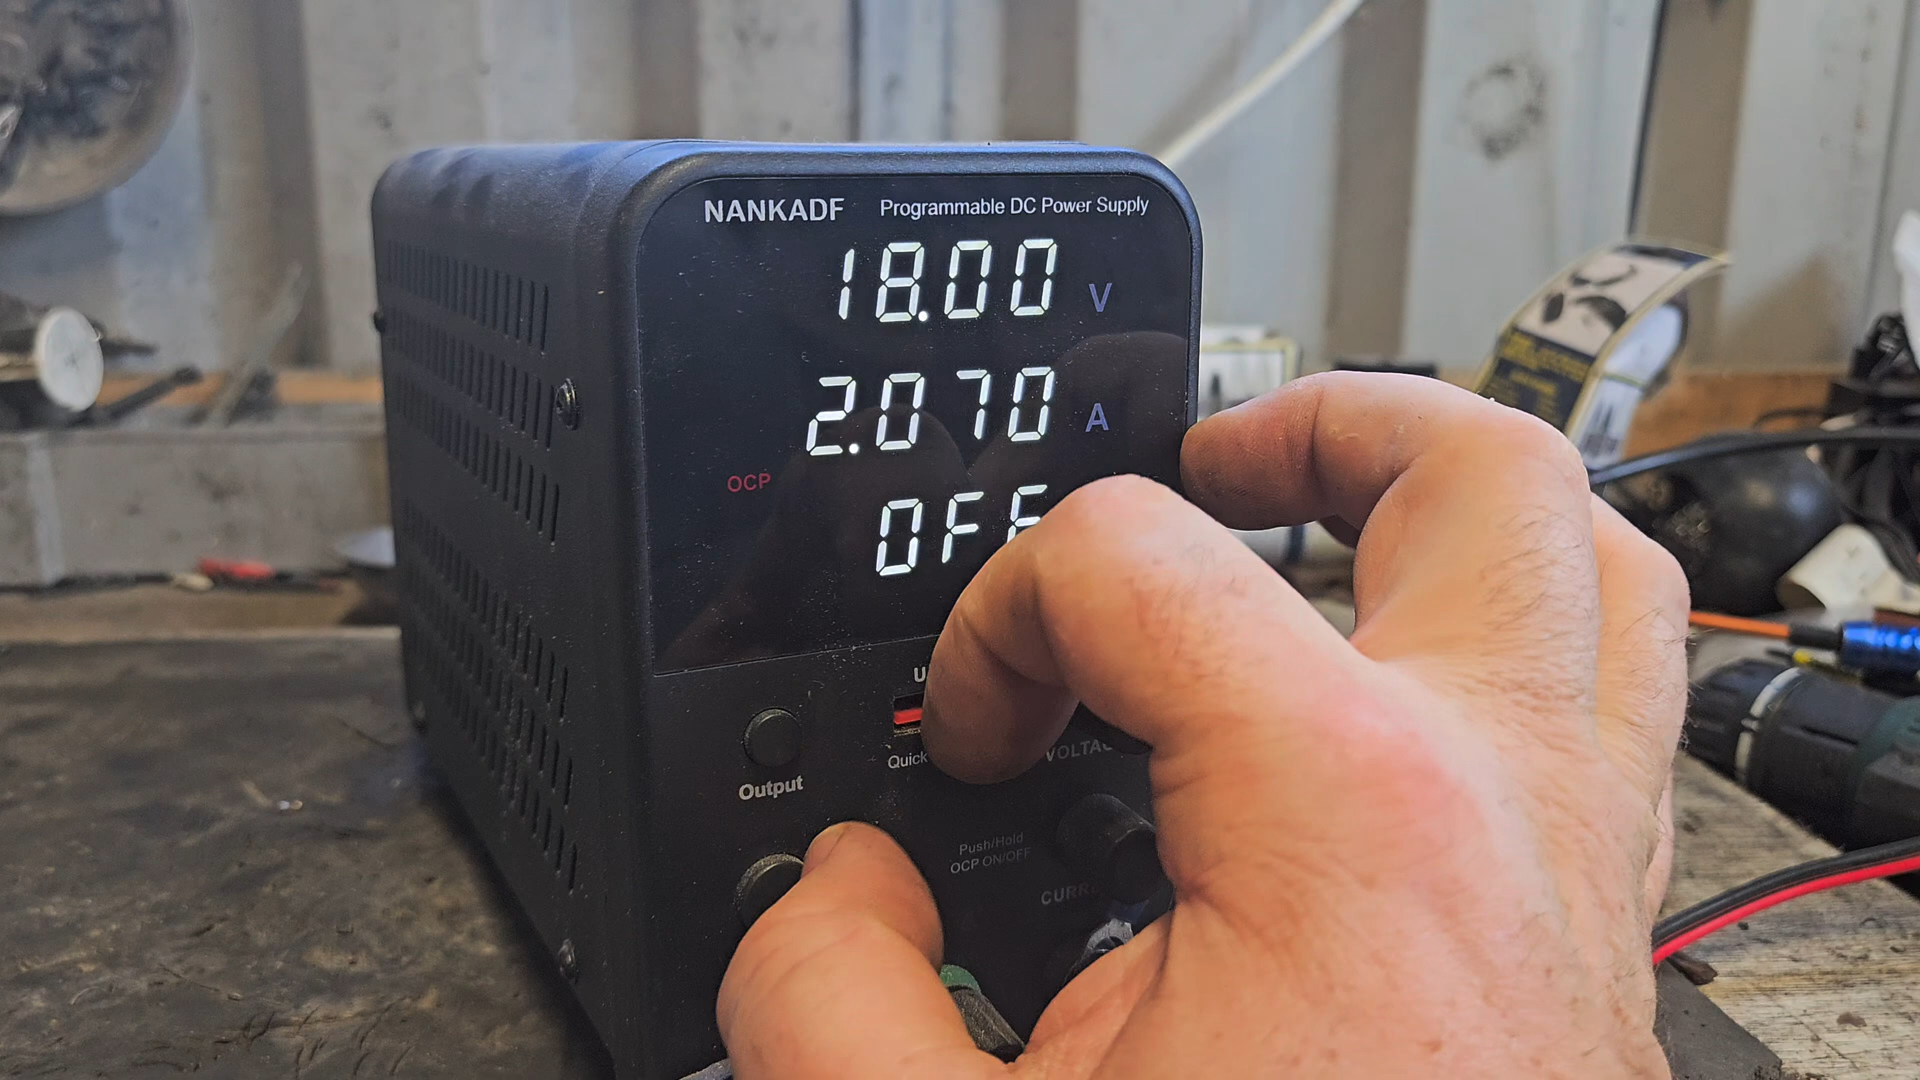 NANKADF Programmable DC Power Supply
18.00 V
2.070 A
OCP
OFF
Quick
Output
Push/Hold
OCP ON/OFF